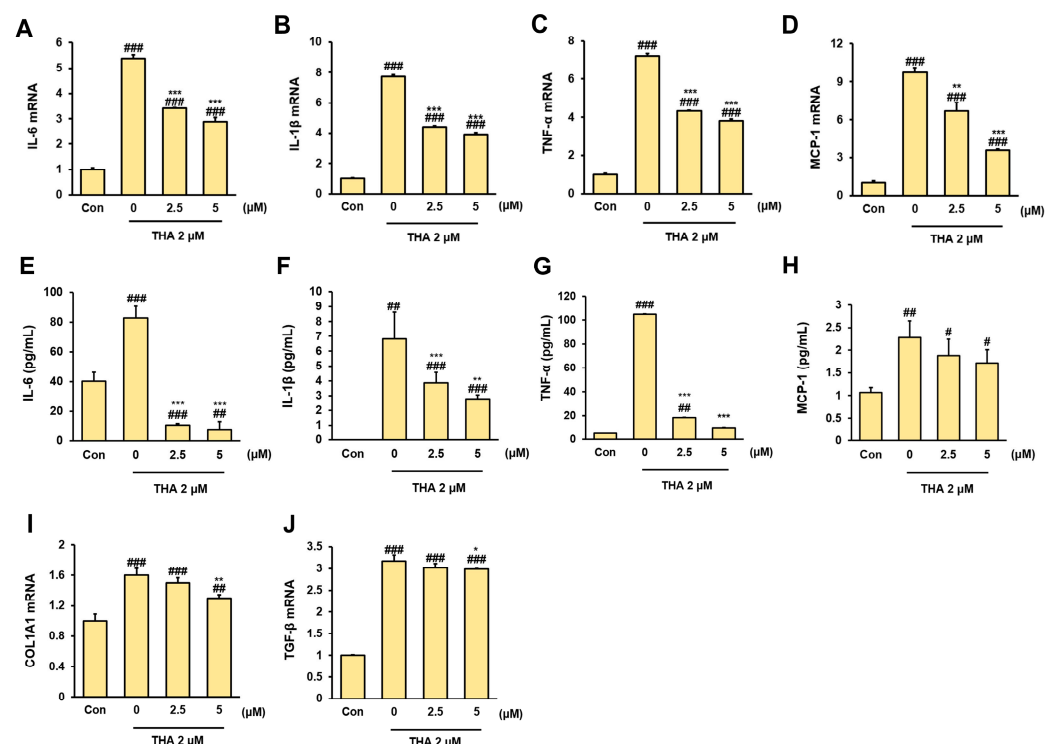 A
IL-6 mRNA
6
5
4
3
2
1
0
###
***
###
***
###
Con 0 2.5 5 (μM)
THA 2 μM
B
IL-1β mRNA
10
8
6
4
2
0
###
***
###
***
###
Con 0 2.5 5 (μM)
THA 2 μM
C
TNF-α mRNA
8
6
4
2
0
###
***
###
***
###
Con 0 2.5 5 (μM)
THA 2 μM
D
MCP-1 mRNA
12
9
6
3
0
###
**
###
***
###
Con 0 2.5 5 (μM)
THA 2 μM
E
IL-6 (pg/mL)
100
80
60
40
20
0
###
***
###
***
##
Con 0 2.5 5 (μM)
THA 2 μM
F
IL-1β (pg/mL)
10
9
8
7
6
5
4
3
2
1
0
##
***
###
**
###
Con 0 2.5 5 (μM)
THA 2 μM
G
TNF-α (pg/mL)
120
100
80
60
40
20
0
###
***
##
***
Con 0 2.5 5 (μM)
THA 2 μM
H
MCP-1 (pg/mL)
3
2.5
2
1.5
1
0.5
0
##
#
#
Con 0 2.5 5 (μM)
THA 2 μM
I
COL1A1 mRNA
2
1.6
1.2
0.8
0.4
0
###
###
**
##
Con 0 2.5 5 (μM)
THA 2 μM
J
TGF-β mRNA
3.5
3
2.5
2
1.5
1
0.5
0
###
###
*
###
Con 0 2.5 5 (μM)
THA 2 μM